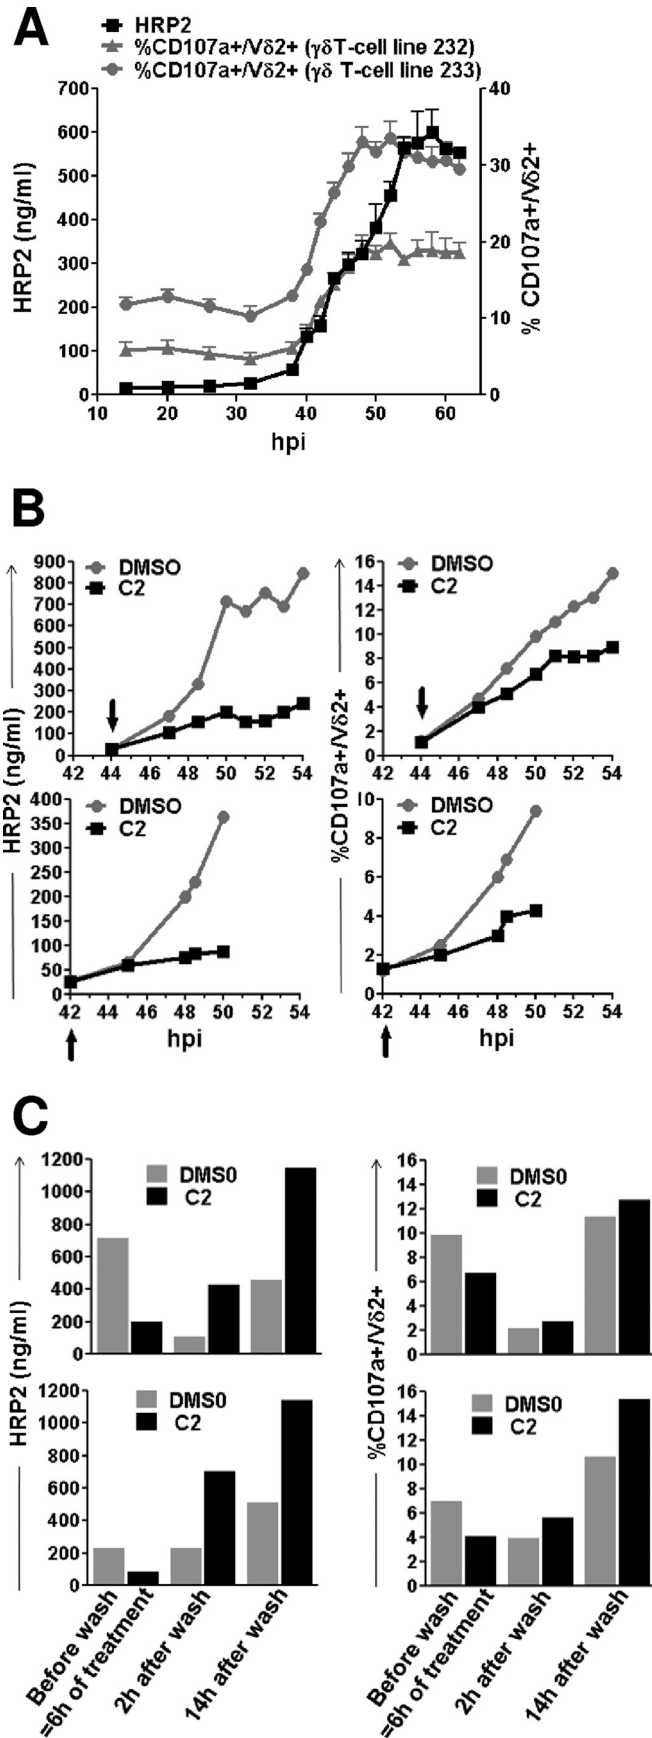 A
HRP2
%CD107a+/Vδ2+ (γδT-cell line 232)
%CD107a+/Vδ2+ (γδ T-cell line 233)
700 600 500 400 300 200 100 0
HRP2 (ng/ml)
40 30 20 10 0
% CD107a+/Vδ2+
10 20 30 40 50 60
hpi
B
900 800 700 600 500 400 300 200 100 0
DMSO
C2
42 44 46 48 50 52 54
16 14 12 10 8 6 4 2 0
DMSO
C2
42 44 46 48 50 52 54
HRP2 (ng/ml)
%CD107a+/Vδ2+
400 350 300 250 200 150 100 50 0
DMSO
C2
42 44 46 48 50 52 54
hpi
10 8 6 4 2 0
DMSO
C2
42 44 46 48 50 52 54
hpi
C
1200 1000 800 600 400 200 0
DMS0
C2
16 14 12 10 8 6 4 2 0
DMS0
C2
HRP2 (ng/ml)
%CD107a+/Vδ2+
1200 1000 800 600 400 200 0
DMS0
C2
16 14 12 10 8 6 4 2 0
DMS0
C2
Before wash
=6h of treatment
2h after wash
14h after wash
Before wash
=6h of treatment
2h after wash
14h after wash